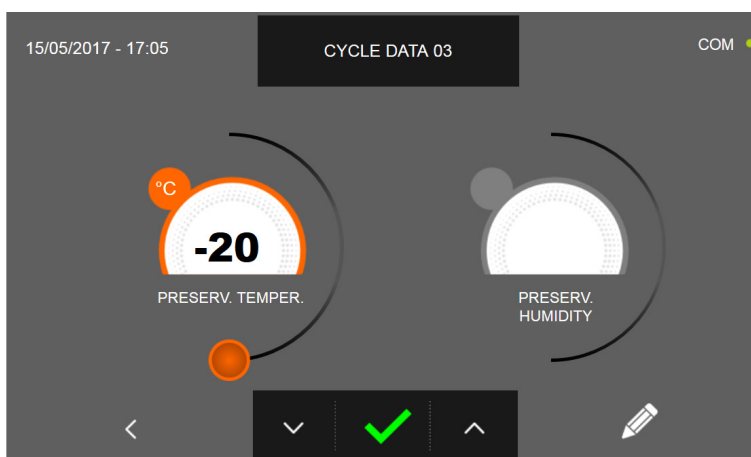 15/05/2017 - 17:05
CYCLE DATA 03
COM
°C
-20
PRESERV. TEMPER.
PRESERV.
HUMIDITY